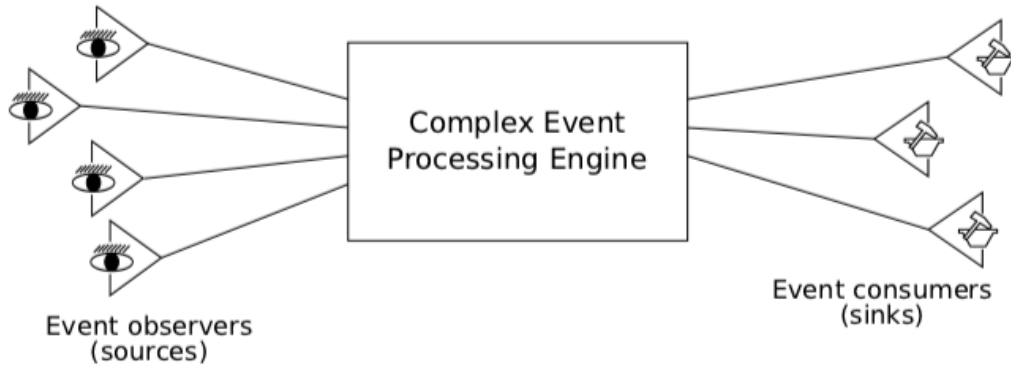 Complex Event
Processing Engine
Event observers
(sources)
Event consumers
(sinks)